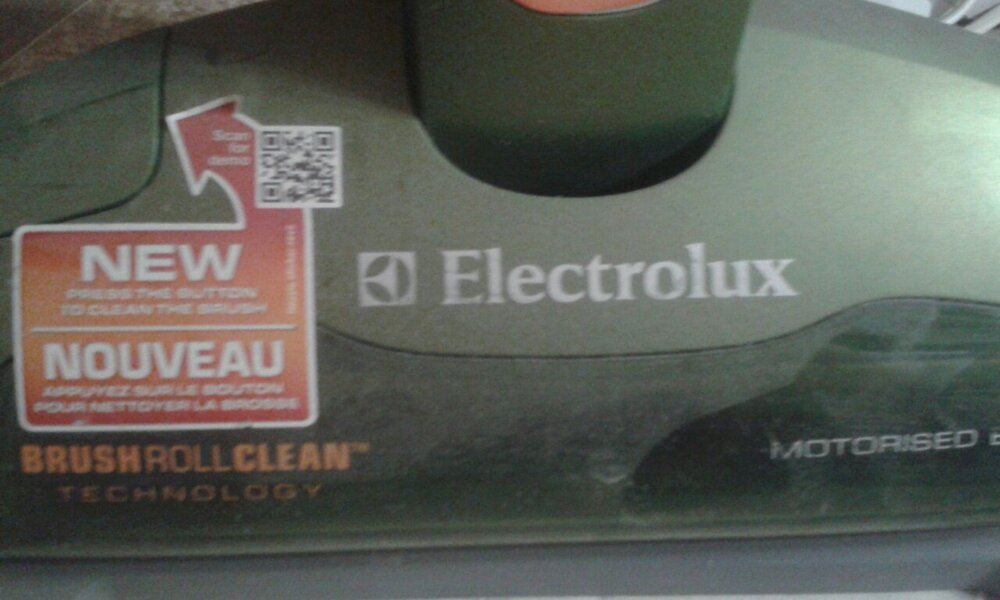 Scan
for
demo
NEW
PRESS THE BUTTON
TO CLEAN THE BRUSH
NOUVEAU
APPUYEZ SUR LE BOUTON
POUR NETTOYER LA BROSSE
Electrolux
BRUSHROLLCLEAN™
TECHNOLOGY
MOTORISED